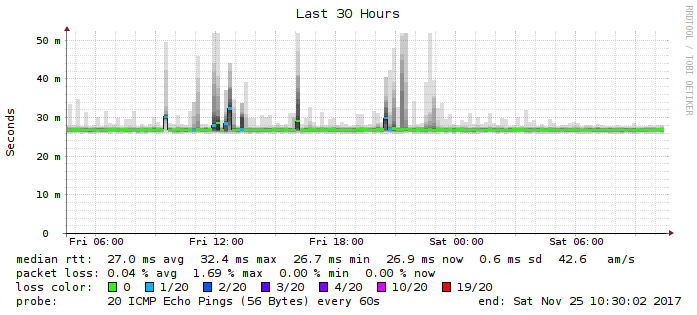 Last 30 Hours
RRDTOOL / TOBI OETIKER
Seconds
50 m
40 m
30 m
20 m
10 m
0
Fri 06:00 Fri 12:00 Fri 18:00 Sat 00:00 Sat 06:00
median rtt: 27.0 ms avg 32.4 ms max 26.7 ms min 26.9 ms now 0.6 ms sd 42.6 am/s
packet loss: 0.04 % avg 1.69 % max 0.00 % min 0.00 % now
loss color: 0 1/20 2/20 3/20 4/20 10/20 19/20
probe: 20 ICMP Echo Pings (56 Bytes) every 60s end: Sat Nov 25 10:30:02 2017